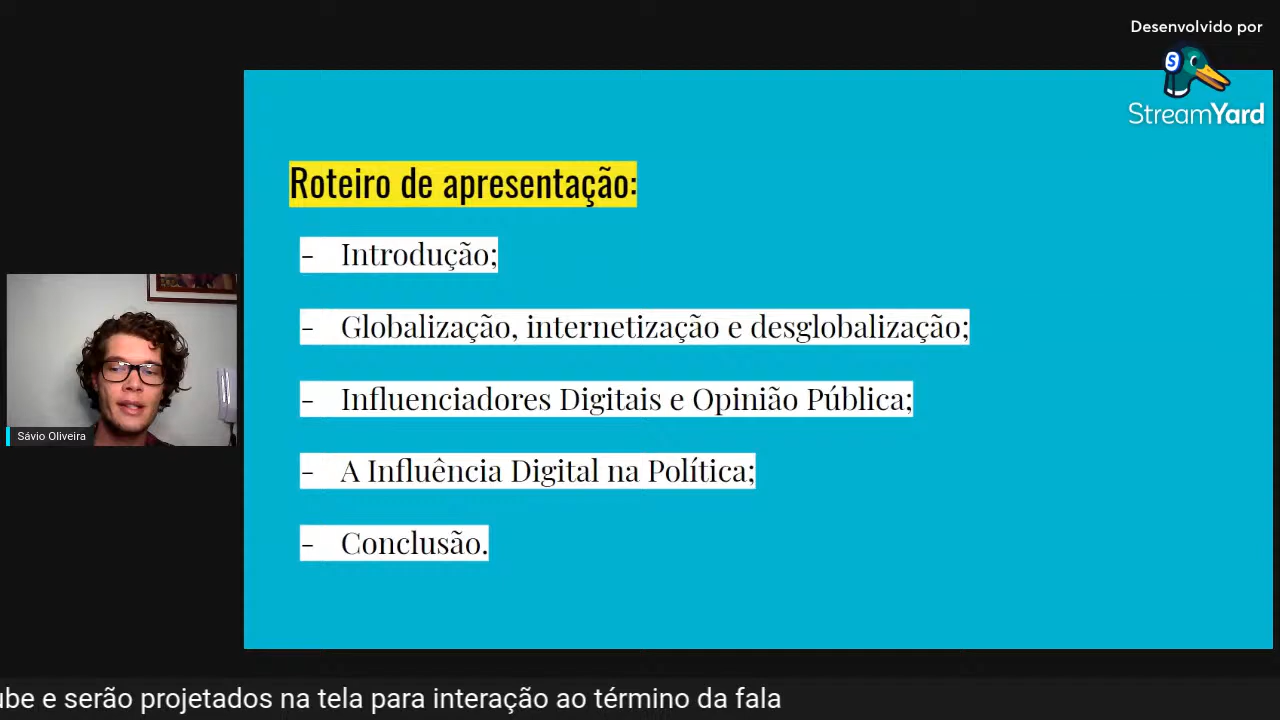 Desenvolvido por
StreamYard
Roteiro de apresentação:
- Introdução;
- Globalização, internetização e desglobalização;
- Influenciadores Digitais e Opinião Pública;
- A Influência Digital na Política;
- Conclusão.
Sávio Oliveira
e serão projetados na tela para interação ao término da fala